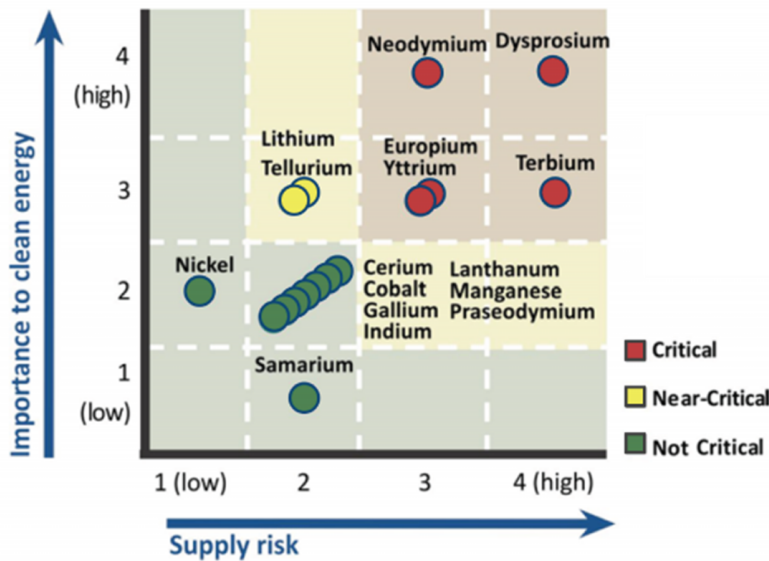 Importance to clean energy
4
(high)
3
2
1
(low)
Neodymium
Dysprosium
Lithium
Tellurium
Europium
Yttrium
Terbium
Nickel
Cerium
Cobalt
Gallium
Indium
Lanthanum
Manganese
Praseodymium
Samarium
Critical
Near-Critical
Not Critical
1 (low)
2
3
4 (high)
Supply risk